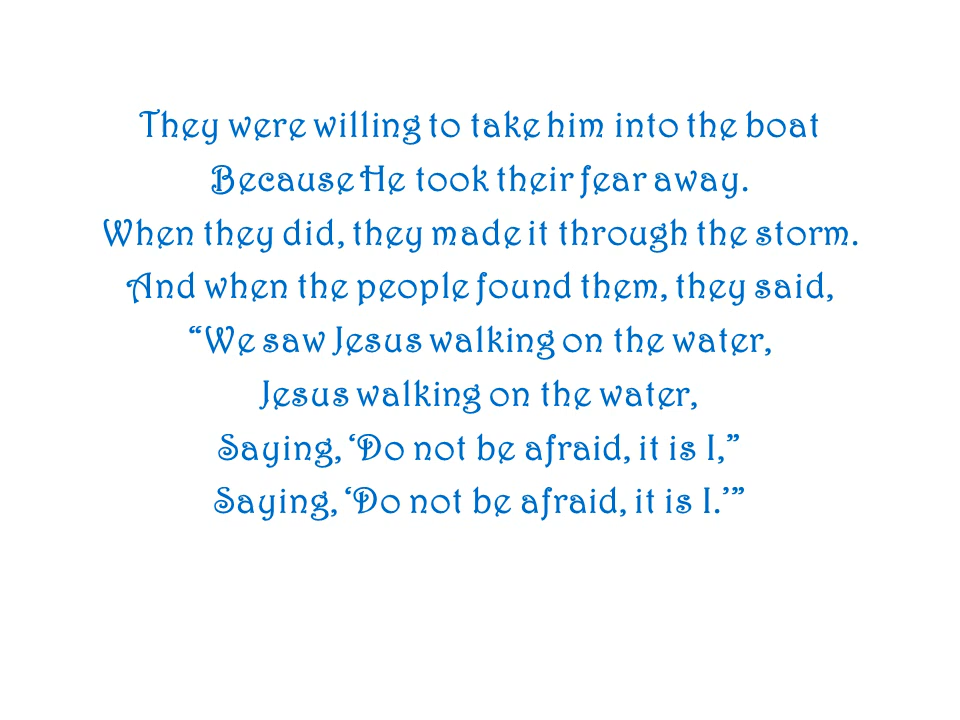 They were willing to take him into the boat
Because He took their fear away.
When they did, they made it through the storm.
And when the people found them, they said,
“We saw Jesus walking on the water,
Jesus walking on the water,
Saying, ‘Do not be afraid, it is I,”
Saying, ‘Do not be afraid, it is I.’”